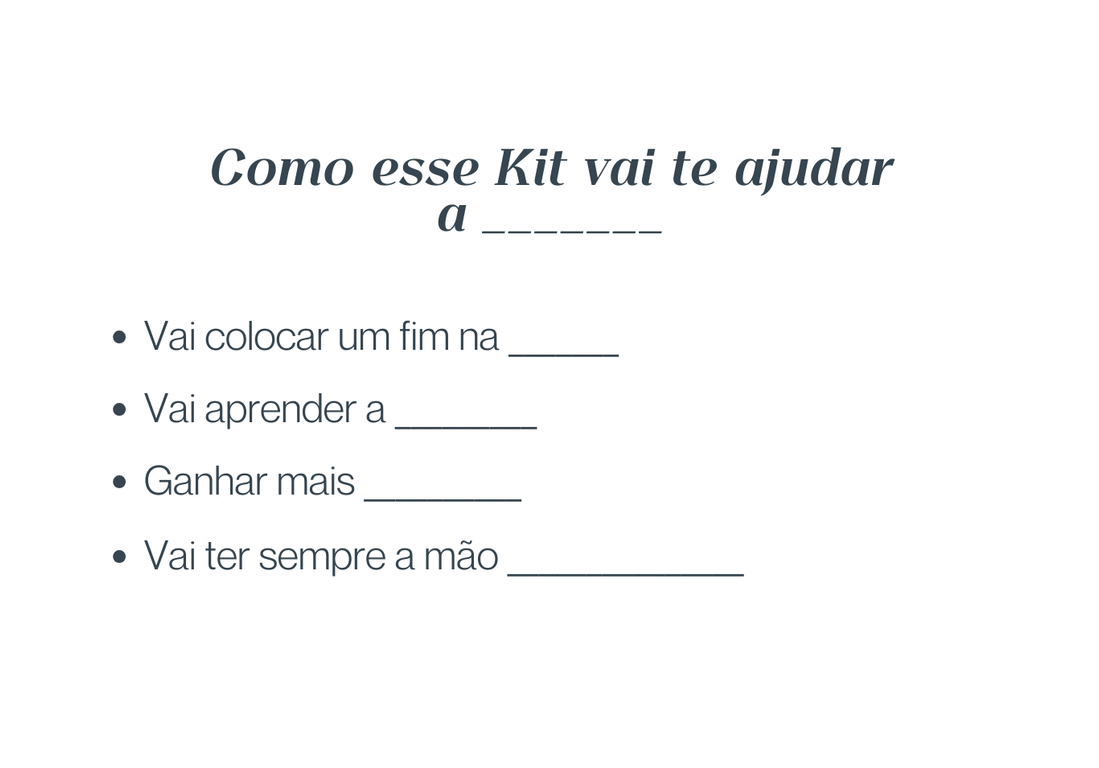 Como esse Kit vai te ajudar
a _______
• Vai colocar um fim na ______
• Vai aprender a ________
• Ganhar mais _________
• Vai ter sempre a mão _____________